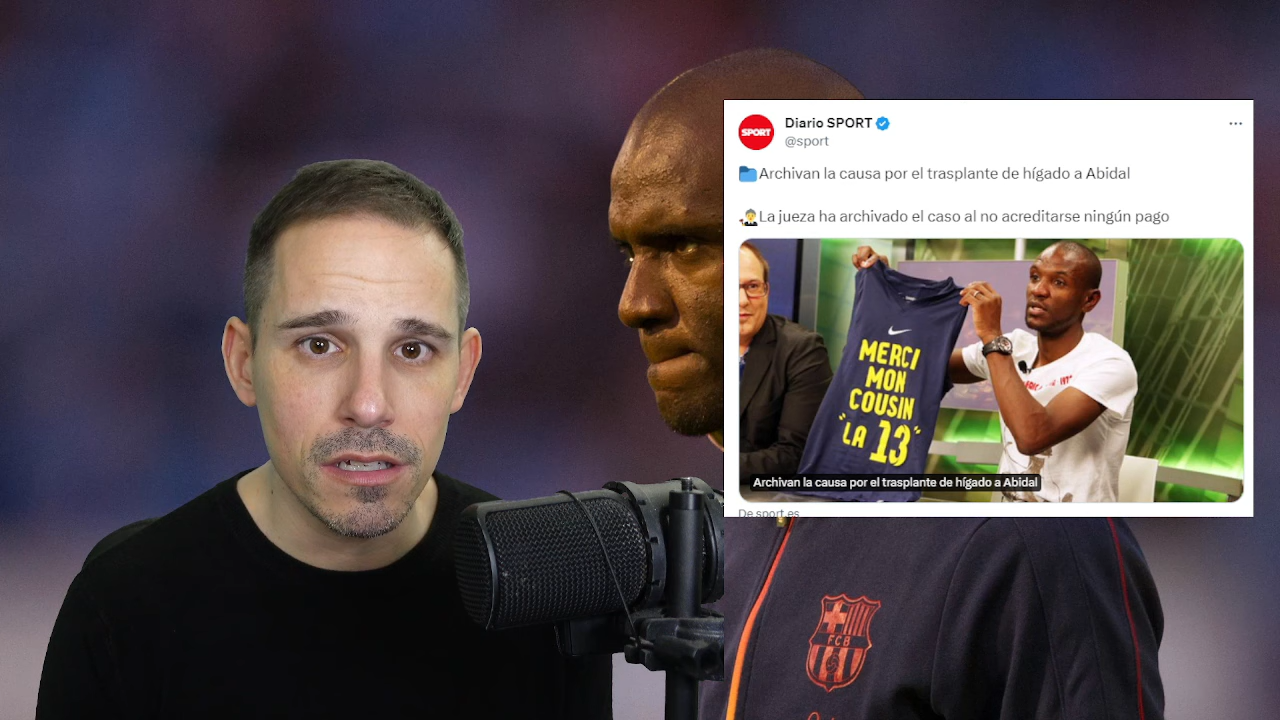 Diario SPORT
SPORT
@sport
Archivan la causa por el trasplante de hígado a Abidal
La jueza ha archivado el caso al no acreditarse ningún pago
MERCI
MON
COUSIN
"LA 13"
Archivan la causa por el trasplante de hígado a Abidal
De sport.es
FCB